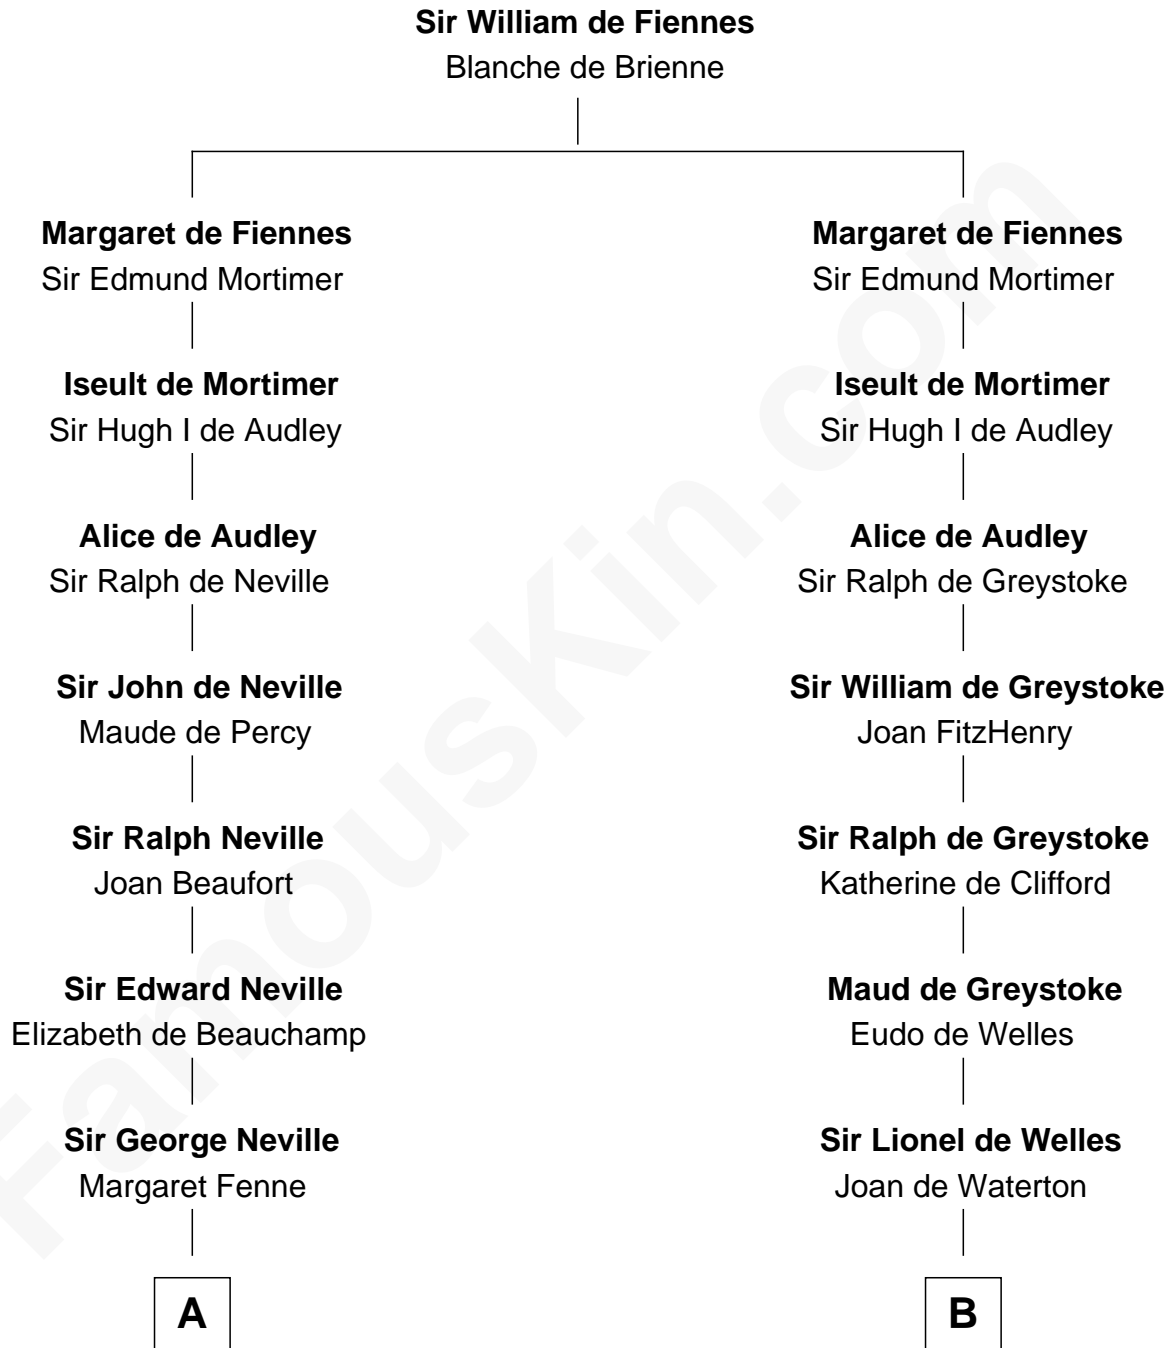 Sir William de Fiennes
Blanche de Brienne
Margaret de Fiennes
Sir Edmund Mortimer
Iseult de Mortimer
Sir Hugh I de Audley
Alice de Audley
Sir Ralph de Neville
Sir John de Neville
Maude de Percy
Sir Ralph Neville
Joan Beaufort
Sir Edward Neville
Elizabeth de Beauchamp
Sir George Neville
Margaret Fenne
A
Margaret de Fiennes
Sir Edmund Mortimer
Iseult de Mortimer
Sir Hugh I de Audley
Alice de Audley
Sir Ralph de Greystoke
Sir William de Greystoke
Joan FitzHenry
Sir Ralph de Greystoke
Katherine de Clifford
Maud de Greystoke
Eudo de Welles
Sir Lionel de Welles
Joan de Waterton
B
FamousKin.com